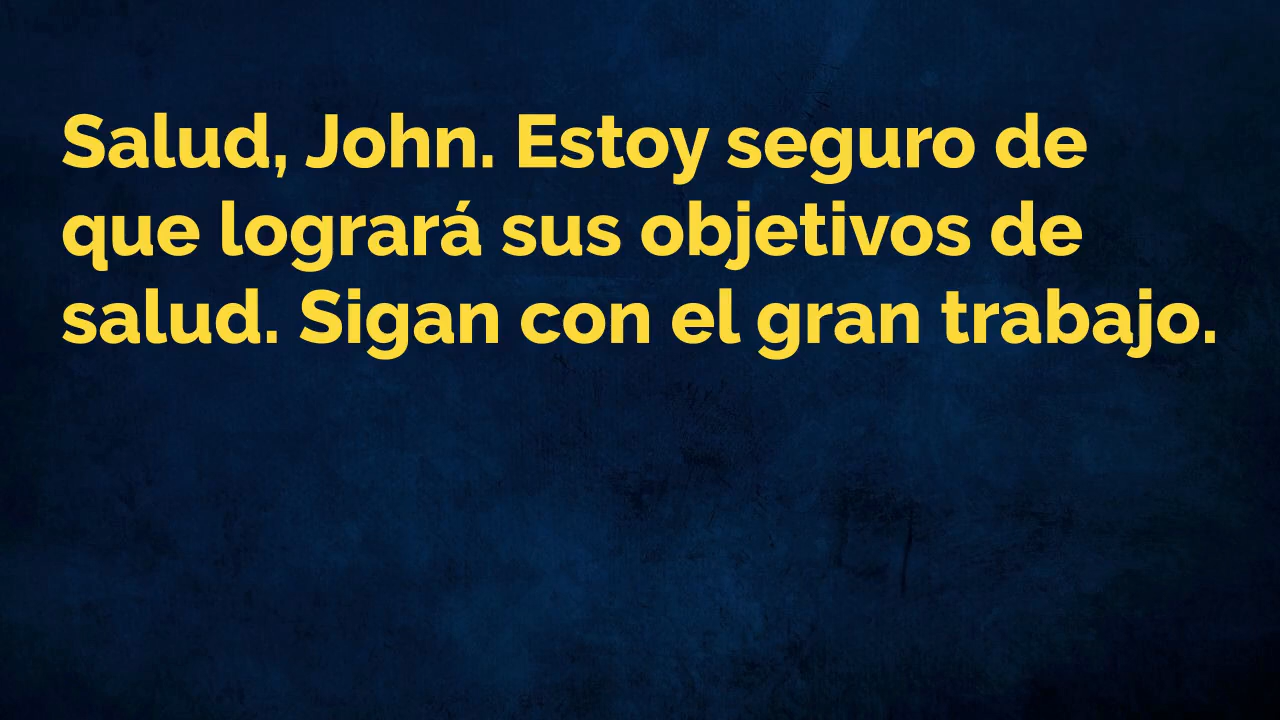 Salud, John. Estoy seguro de
que logrará sus objetivos de
salud. Sigan con el gran trabajo.